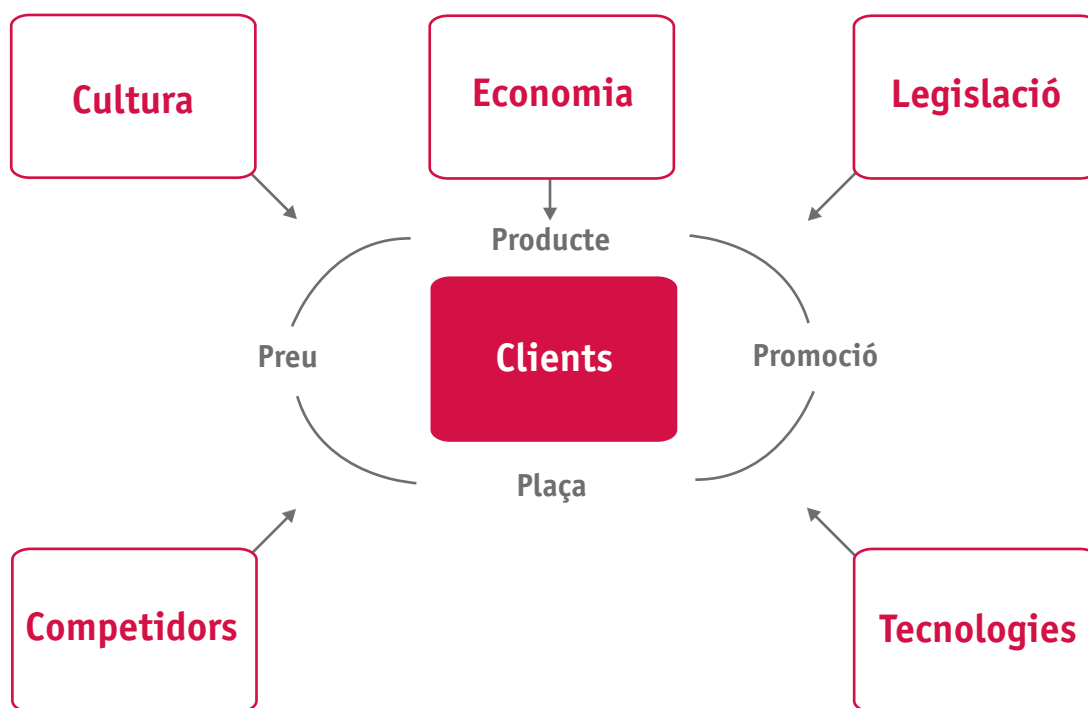 Cultura
Economia
Legislació
Producte
Preu
Clients
Promoció
Plaça
Competidors
Tecnologies